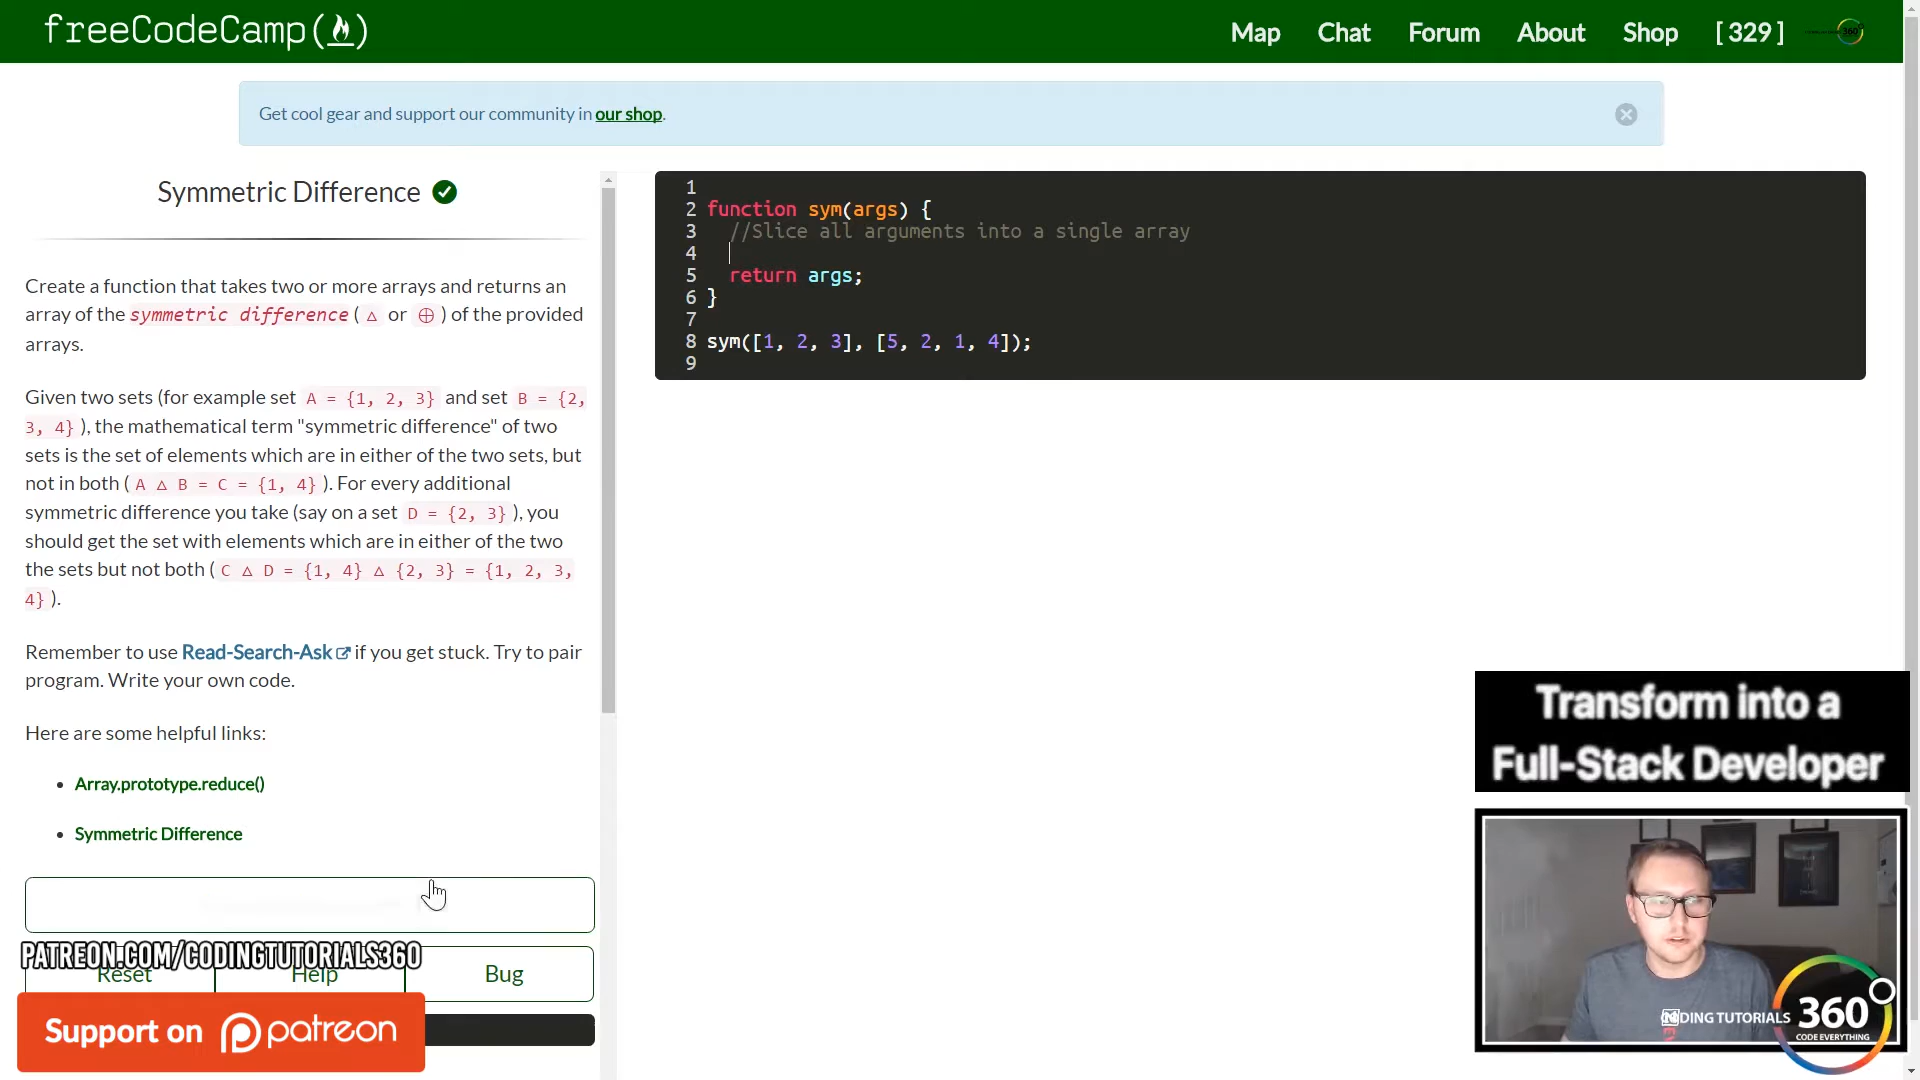 freeCodeCamp(🔥)
Map Chat Forum About Shop [ 329 ]
Get cool gear and support our community in our shop.
Symmetric Difference
Create a function that takes two or more arrays and returns an
array of the symmetric difference ( △ or ⊕ ) of the provided
arrays.
Given two sets (for example set A = {1, 2, 3} and set B = {2,
3, 4} ), the mathematical term "symmetric difference" of two
sets is the set of elements which are in either of the two sets, but
not in both ( A △ B = C = {1, 4} ). For every additional
symmetric difference you take (say on a set D = {2, 3} ), you
should get the set with elements which are in either of the two
the sets but not both ( C △ D = {1, 4} △ {2, 3} = {1, 2, 3,
4} ).
Remember to use Read-Search-Ask if you get stuck. Try to pair
program. Write your own code.
Here are some helpful links:
• Array.prototype.reduce()
• Symmetric Difference
PATREON.COM/CODINGTUTORIALS360
Reset Help Bug
Support on patreon
1
2 function sym(args) {
3 //Slice all arguments into a single array
4
5 return args;
6 }
7
8 sym([1, 2, 3], [5, 2, 1, 4]);
9
Transform into a
Full-Stack Developer
CODING TUTORIALS 360
CODE EVERYTHING